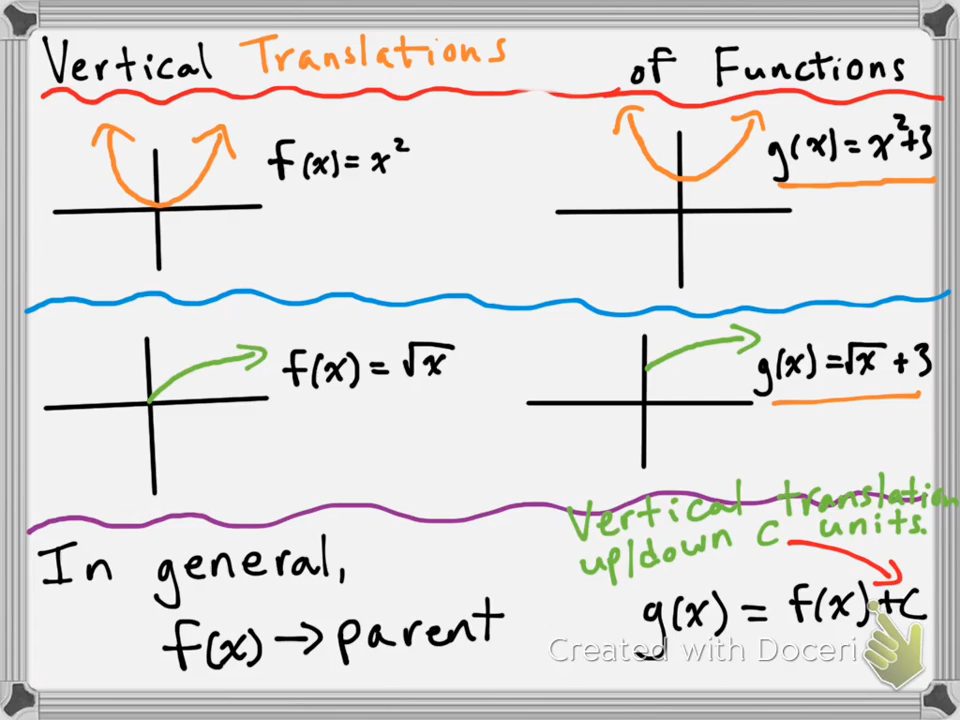 Vertical Translations of Functions
f(x) = x²
g(x) = x²+3
f(x) = √x
g(x) = √x + 3
In general,
f(x) → parent
Vertical translation
up/down c units.
g(x) = f(x)+c
Created with Doceri